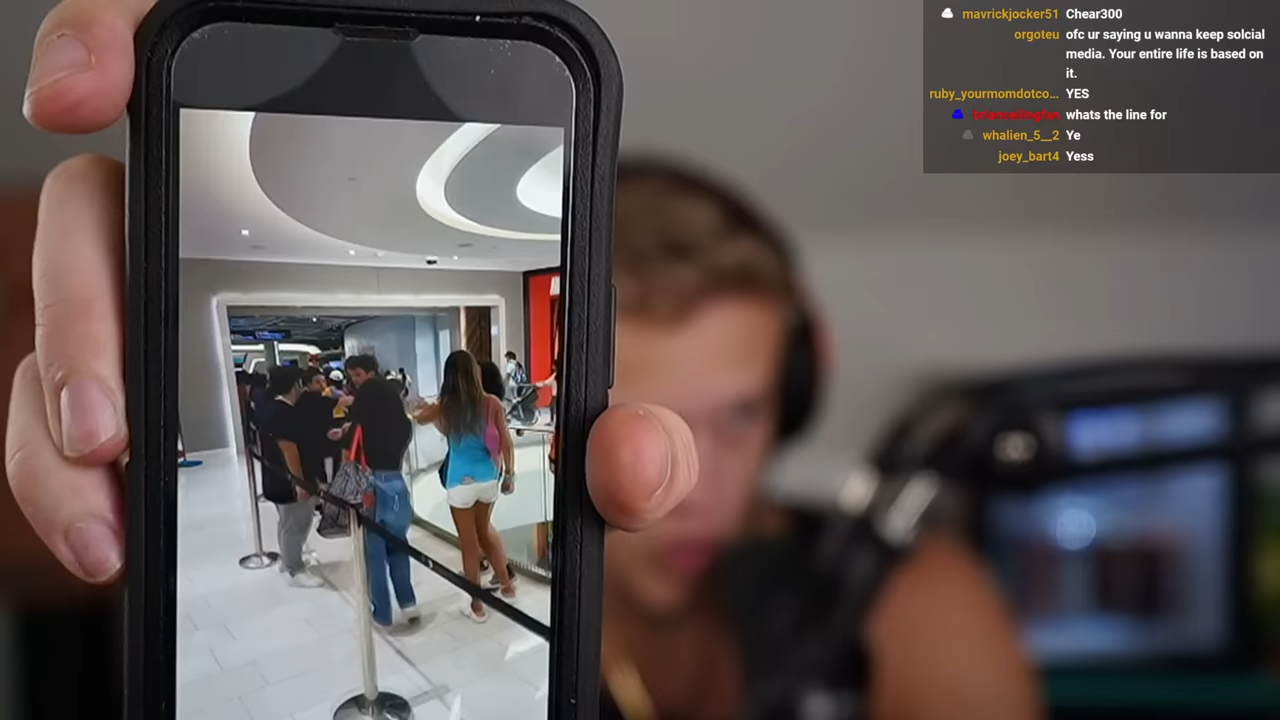 mavrickjocker51 Chear300
orgoteu ofc ur saying u wanna keep solcial
media. Your entire life is based on
it.
ruby_yourmomdotco... YES
whats the line for
whalien_5__2 Ye
joey_bart4 Yess